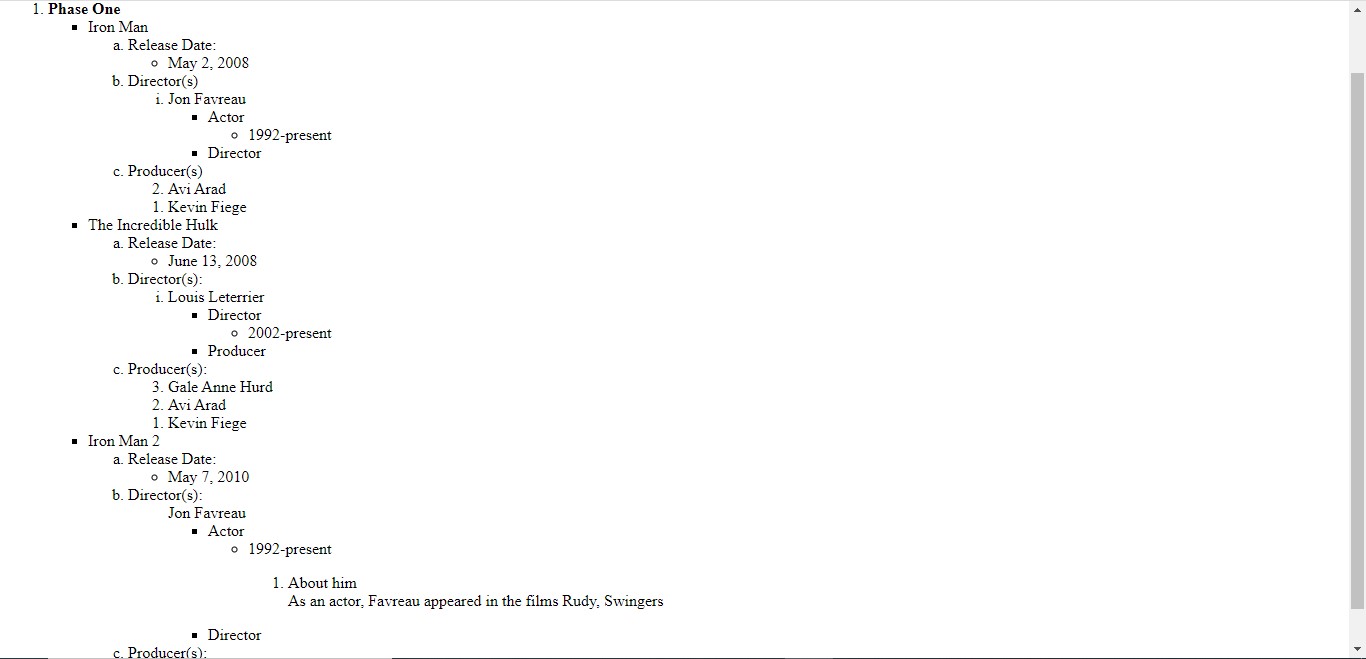 1. Phase One
▪ Iron Man
a. Release Date:
○ May 2, 2008
b. Director(s)
i. Jon Favreau
▪ Actor
○ 1992-present
▪ Director
c. Producer(s)
2. Avi Arad
1. Kevin Fiege
▪ The Incredible Hulk
a. Release Date:
○ June 13, 2008
b. Director(s):
i. Louis Leterrier
▪ Director
○ 2002-present
▪ Producer
c. Producer(s):
3. Gale Anne Hurd
2. Avi Arad
1. Kevin Fiege
▪ Iron Man 2
a. Release Date:
○ May 7, 2010
b. Director(s):
Jon Favreau
▪ Actor
○ 1992-present
1. About him
As an actor, Favreau appeared in the films Rudy, Swingers
▪ Director
c. Producer(s):